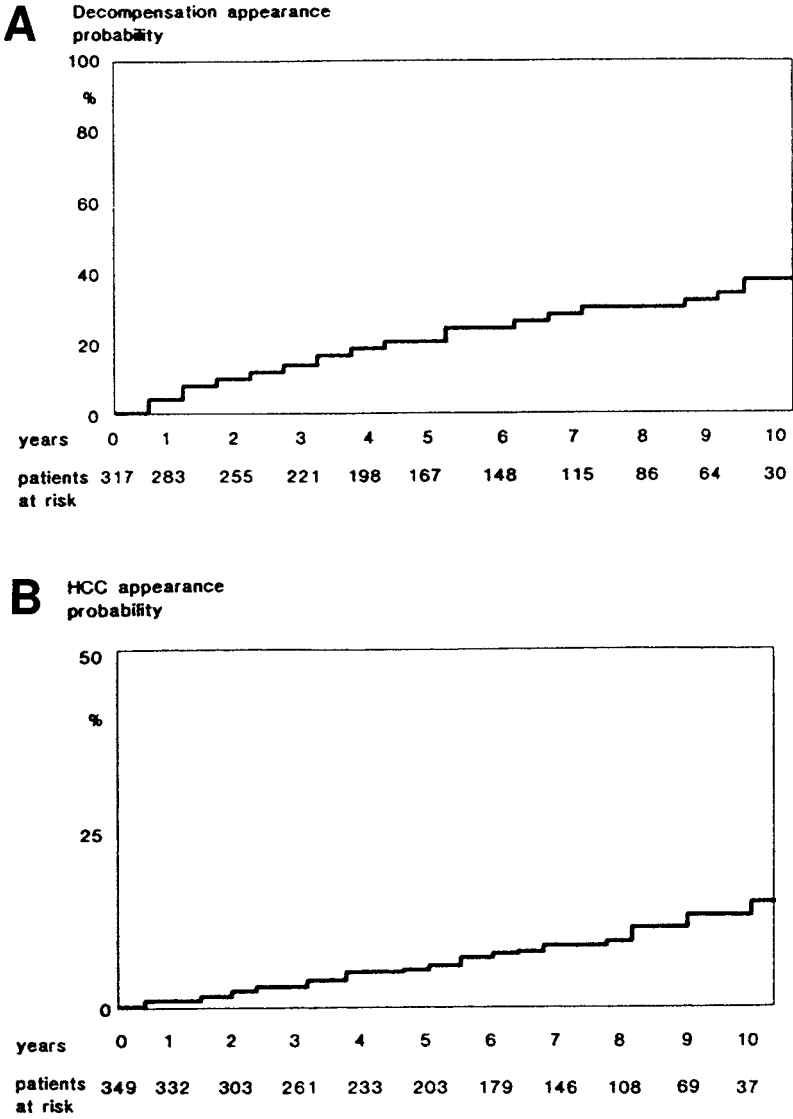 A
Decompensation appearance
probability
100
%
80
60
40
20
0
years 0 1 2 3 4 5 6 7 8 9 10
patients 317 283 255 221 198 167 148 115 86 64 30
at risk
B
HCC appearance
probability
50
%
25
0
years 0 1 2 3 4 5 6 7 8 9 10
patients 349 332 303 261 233 203 179 146 108 69 37
at risk